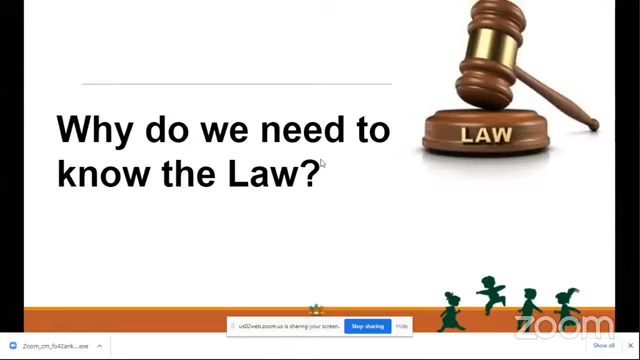 LAW
Why do we need to
know the Law?
zoom
us02web.zoom.us is sharing your screen.
Stop sharing
Hide
Zoom_cm_fo42ank....exe
Show all